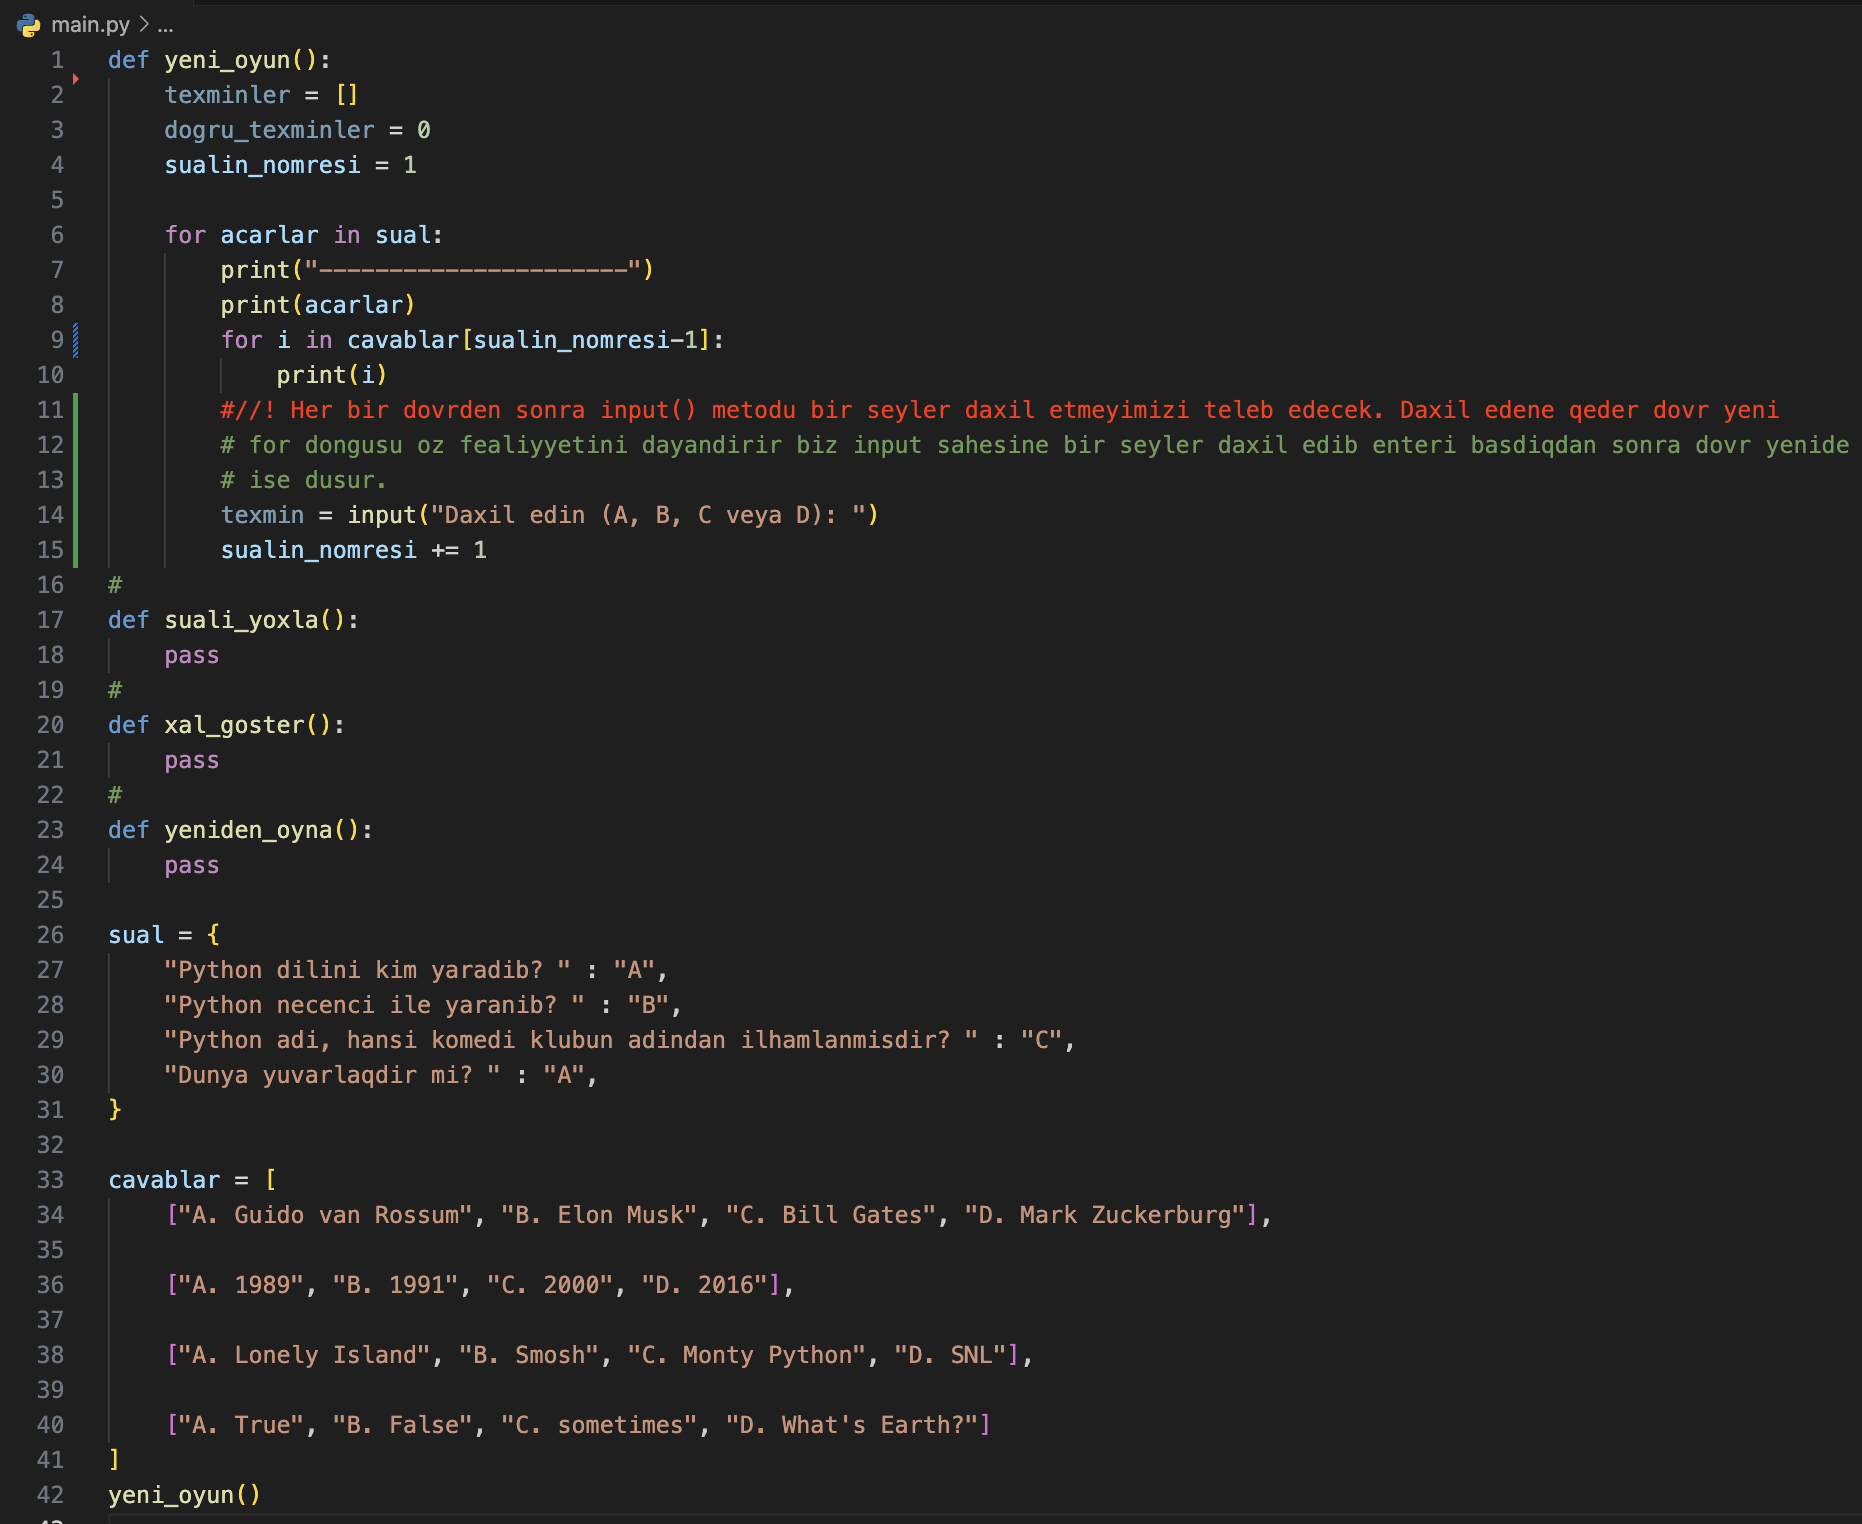 main.py > ...
1 def yeni_oyun():
2     texminler = []
3     dogru_texminler = 0
4     sualin_nomresi = 1
5
6     for acarlar in sual:
7         print("----------------------")
8         print(acarlar)
9         for i in cavablar[sualin_nomresi-1]:
10             print(i)
11         #//! Her bir dovrden sonra input() metodu bir seyler daxil etmeyimizi teleb edecek. Daxil edene qeder dovr yeni
12         # for dongusu oz fealiyyetini dayandirir biz input sahesine bir seyler daxil edib enteri basdiqdan sonra dovr yenide
13         # ise dusur.
14         texmin = input("Daxil edin (A, B, C veya D): ")
15         sualin_nomresi += 1
16 #
17 def suali_yoxla():
18     pass
19 #
20 def xal_goster():
21     pass
22 #
23 def yeniden_oyna():
24     pass
25
26 sual = {
27     "Python dilini kim yaradib? " : "A",
28     "Python necenci ile yaranib? " : "B",
29     "Python adi, hansi komedi klubun adindan ilhamlanmisdir? " : "C",
30     "Dunya yuvarlaqdir mi? " : "A",
31 }
32
33 cavablar = [
34     ["A. Guido van Rossum", "B. Elon Musk", "C. Bill Gates", "D. Mark Zuckerburg"],
35
36     ["A. 1989", "B. 1991", "C. 2000", "D. 2016"],
37
38     ["A. Lonely Island", "B. Smosh", "C. Monty Python", "D. SNL"],
39
40     ["A. True", "B. False", "C. sometimes", "D. What's Earth?"]
41 ]
42 yeni_oyun()